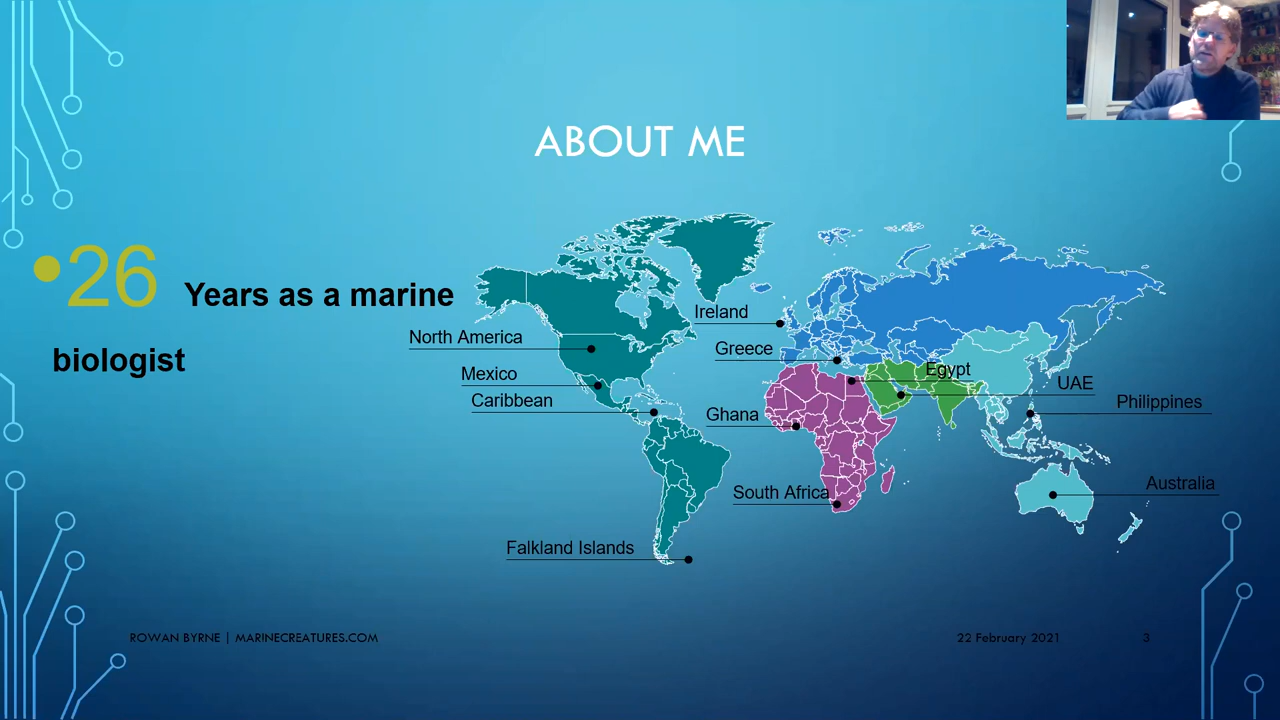 ABOUT ME
•26 Years as a marine
biologist
North America
Mexico
Caribbean
Ireland
Greece
Ghana
South Africa
Falkland Islands
Egypt
UAE
Philippines
Australia
ROWAN BYRNE | MARINECREATURES.COM
22 February 2021
3